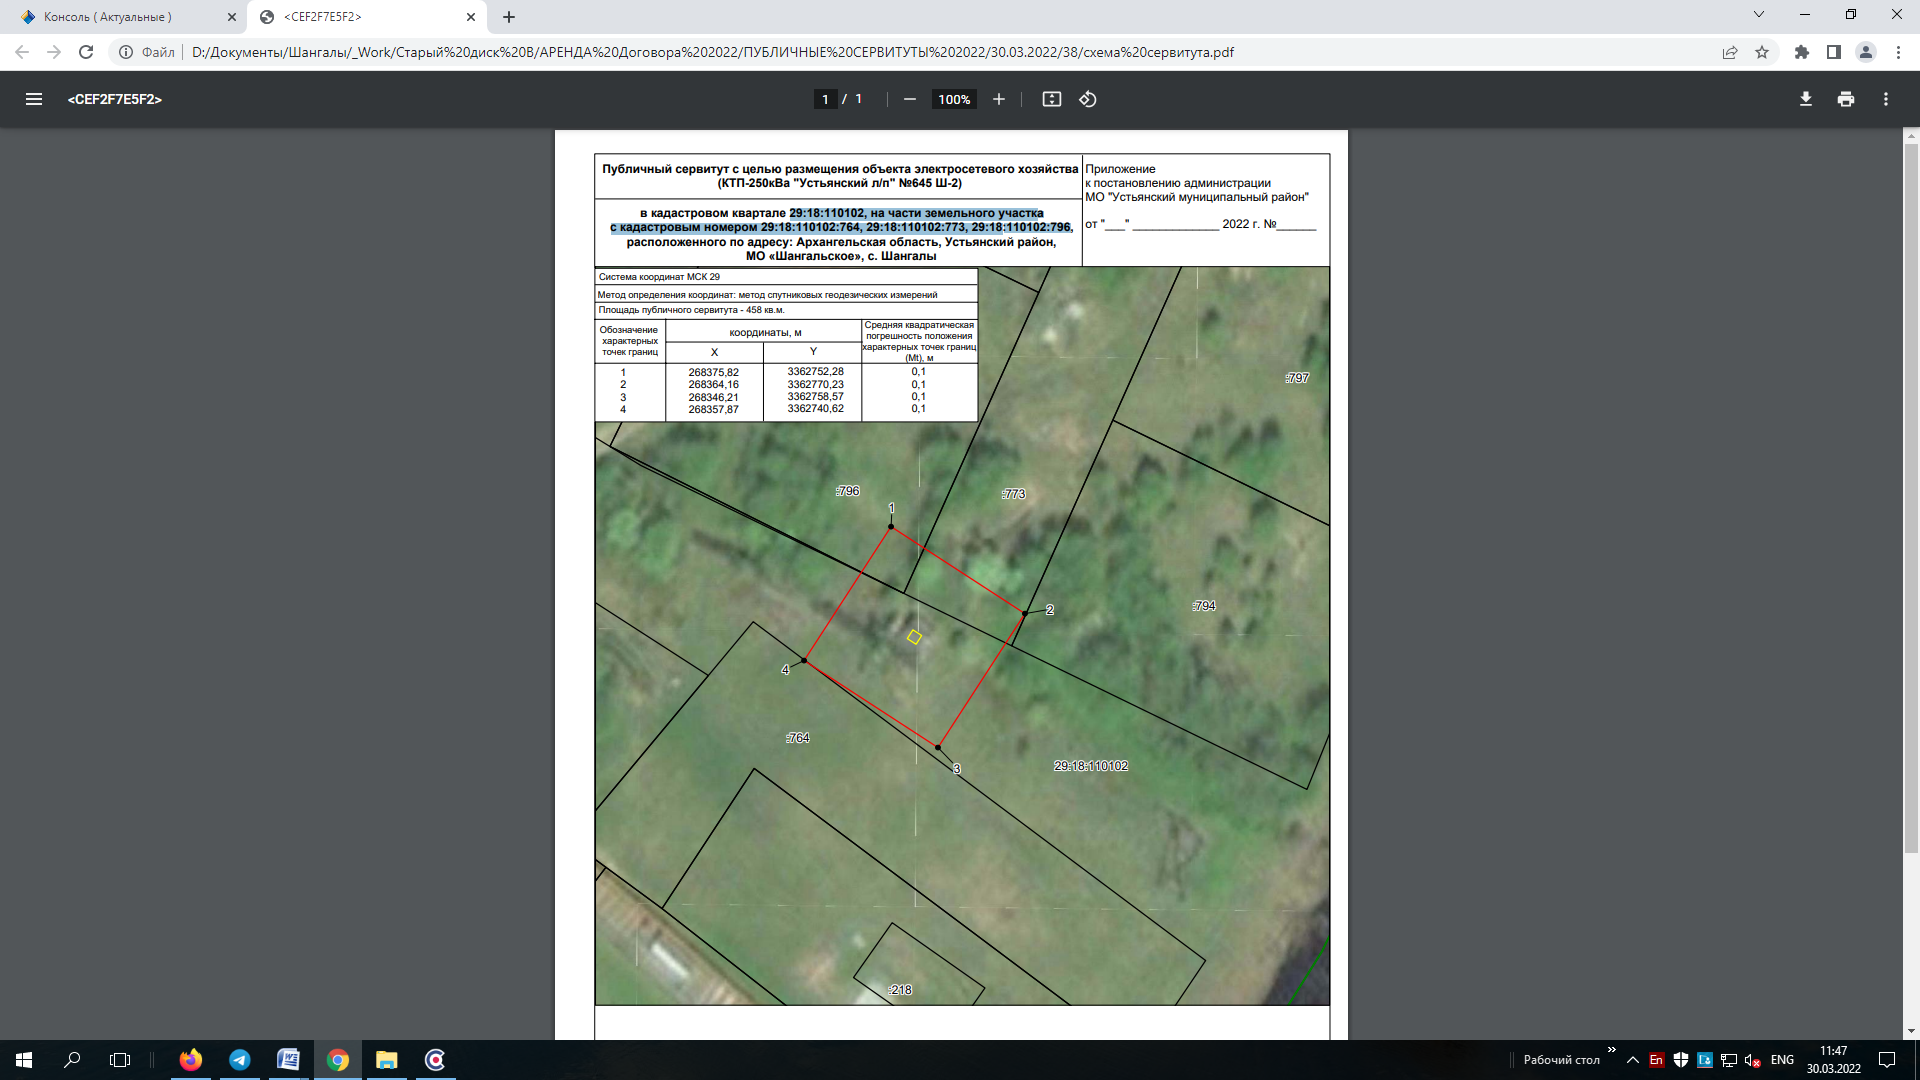 Консоль ( Актуальные )
<CEF2F7E5F2>
Файл
D:/Документы/Шангалы/_Work/Старый%20диск%20В/АРЕНДА%20Договора%202022/ПУБЛИЧНЫЕ%20СЕРВИТУТЫ%202022/30.03.2022/38/схема%20сервитута.pdf
<CEF2F7E5F2>
1 / 1
100%
Публичный сервитут с целью размещения объекта электросетевого хозяйства
(КТП-250кВа "Устьянский л/п" №645 Ш-2)
Приложение
к постановлению администрации
МО "Устьянский муниципальный район"
от "___" _____________ 2022 г. №______
в кадастровом квартале 29:18:110102, на части земельного участка
с кадастровым номером 29:18:110102:764, 29:18:110102:773, 29:18:110102:796,
расположенного по адресу: Архангельская область, Устьянский район,
МО «Шангальское», с. Шангалы
Система координат МСК 29
Метод определения координат: метод спутниковых геодезических измерений
Площадь публичного сервитута - 458 кв.м.
Обозначение
характерных
точек границ
координаты, м
X
Y
Средняя квадратическая
погрешность положения
характерных точек границ
(Mt), м
1 268375,82 3362752,28 0,1
2 268364,16 3362770,23 0,1
3 268346,21 3362758,57 0,1
4 268357,87 3362740,62 0,1
:797
:796
:773
1
2
:794
4
:764
3
29:18:110102
:218
Рабочий стол
»
En
ENG
11:47
30.03.2022